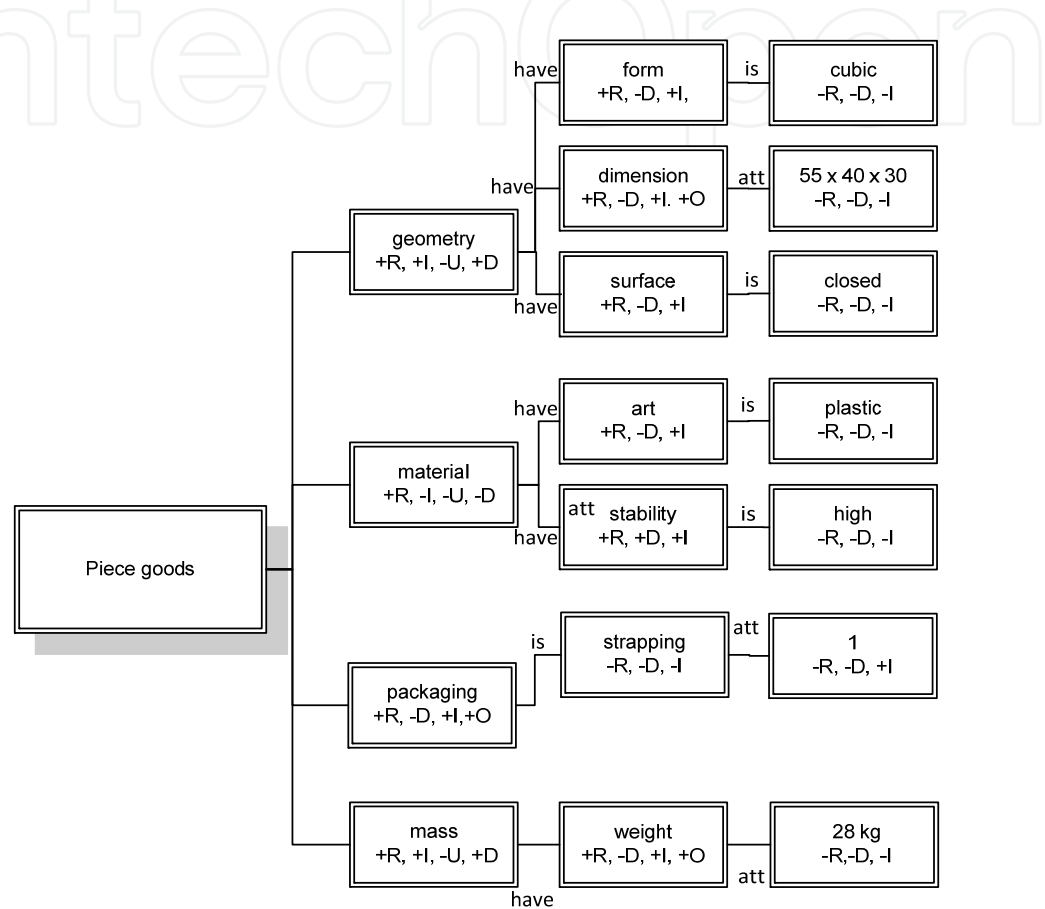 ntechOpen
have
form
+R, -D, +I,
is
cubic
-R, -D, -I
have
dimension
+R, -D, +I. +O
att
55 x 40 x 30
-R, -D, -I
geometry
+R, +I, -U, +D
have
surface
+R, -D, +I
is
closed
-R, -D, -I
have
art
+R, -D, +I
is
plastic
-R, -D, -I
material
+R, -I, -U, -D
have
att
stability
+R, +D, +I
is
high
-R, -D, -I
Piece goods
is
strapping
-R, -D, -I
att
1
-R, -D, +I
packaging
+R, -D, +I,+O
mass
+R, +I, -U, +D
have
weight
+R, -D, +I, +O
att
28 kg
-R,-D, -I